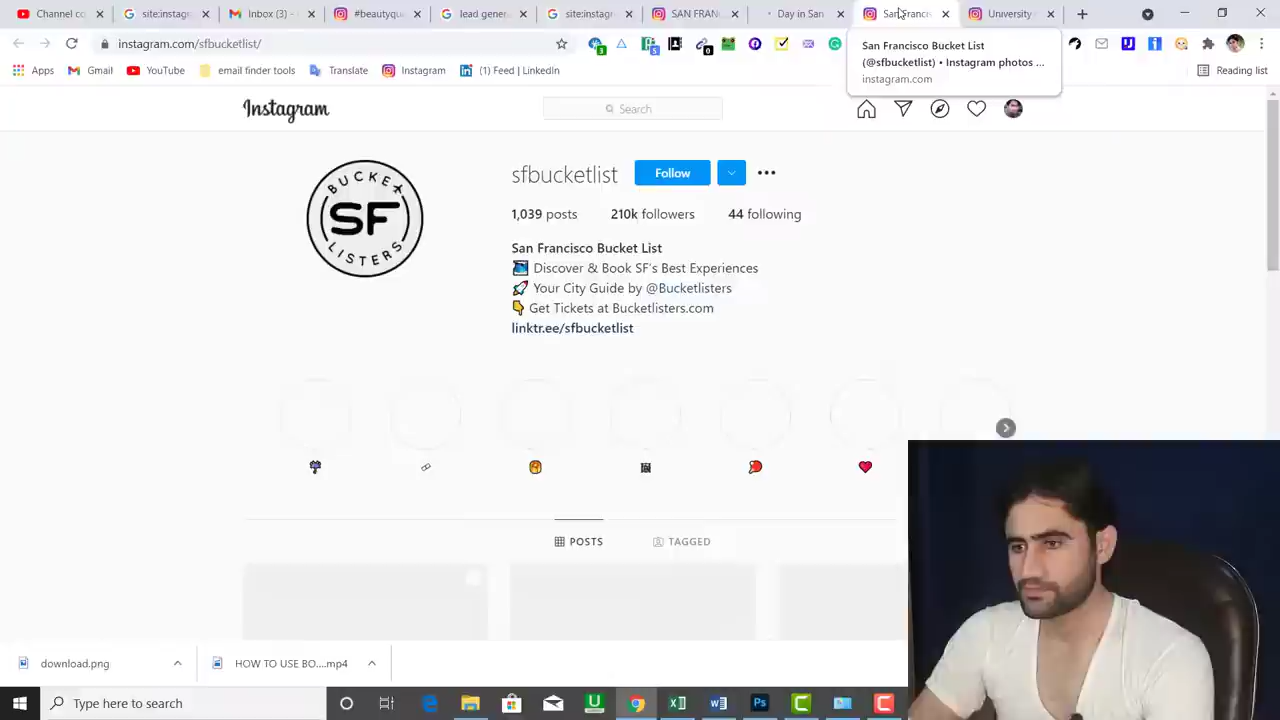 Channel co
site:instag
Inbox (3) -
#beautyqu
lead gener
site:instag
SAN FRAN
Day in San
San Franci
University
instagram.com/sfbucketlist/
San Francisco Bucket List
(@sfbucketlist) • Instagram photos ...
instagram.com
Apps
Gmail
YouTube
email finder tools
Translate
Instagram
(1) Feed | LinkedIn
Reading list
Instagram
Search
sfbucketlist
Follow
1,039 posts
210k followers
44 following
San Francisco Bucket List
Discover & Book SF's Best Experiences
Your City Guide by @Bucketlisters
Get Tickets at Bucketlisters.com
linktr.ee/sfbucketlist
BUCKET
SF
LISTERS
POSTS
TAGGED
download.png
HOW TO USE BO....mp4
Type here to search